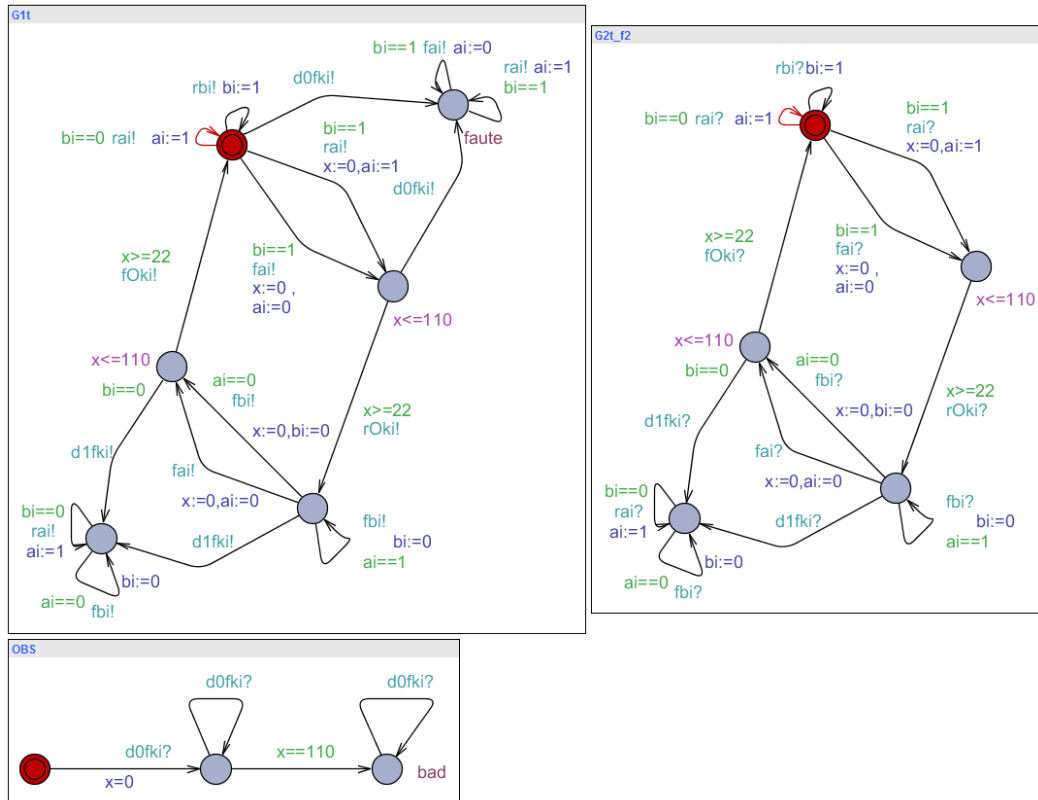 G1t
bi==1 fai! ai:=0
rai! ai:=1
bi==1
d0fki!
rbi! bi:=1
bi==0 rai! ai:=1
faute
bi==1
rai!
x:=0,ai:=1
d0fki!
x>=22
fOki!
bi==1
fai!
x:=0 ,
ai:=0
x<=110
x<=110
bi==0
ai==0
fbi!
x>=22
rOki!
x:=0,bi:=0
d1fki!
fai!
x:=0,ai:=0
bi==0
rai!
ai:=1
d1fki!
fbi!
bi:=0
ai==1
bi:=0
ai==0 fbi!
G2t_f2
rbi? bi:=1
bi==0 rai? ai:=1
bi==1
rai?
x:=0,ai:=1
x>=22
fOki?
bi==1
fai?
x:=0 ,
ai:=0
x<=110
x<=110
bi==0
ai==0
fbi?
x>=22
rOki?
x:=0,bi:=0
d1fki?
fai?
x:=0,ai:=0
bi==0
rai?
ai:=1
d1fki?
fbi?
bi:=0
ai==1
bi:=0
ai==0
fbi?
OBS
d0fki?
d0fki?
d0fki?
x==110
x=0
bad